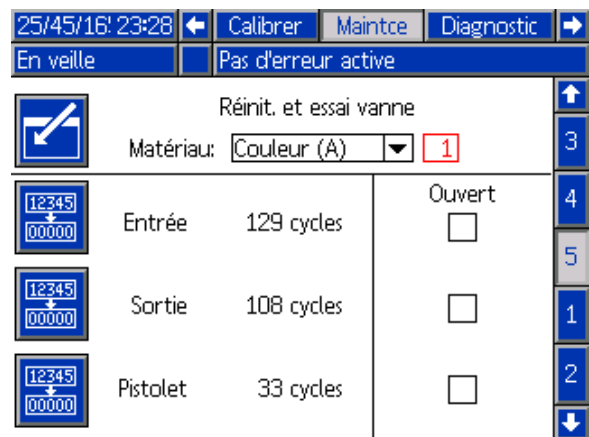 25/45/16 23:28 Calibrer Maintce Diagnostic
En veille Pas d'erreur active
Réinit. et essai vanne
Matériau: Couleur (A) 1
3
Ouvert
4
12345
00000
Entrée 129 cycles
5
12345
00000
Sortie 108 cycles
1
12345
00000
Pistolet 33 cycles
2